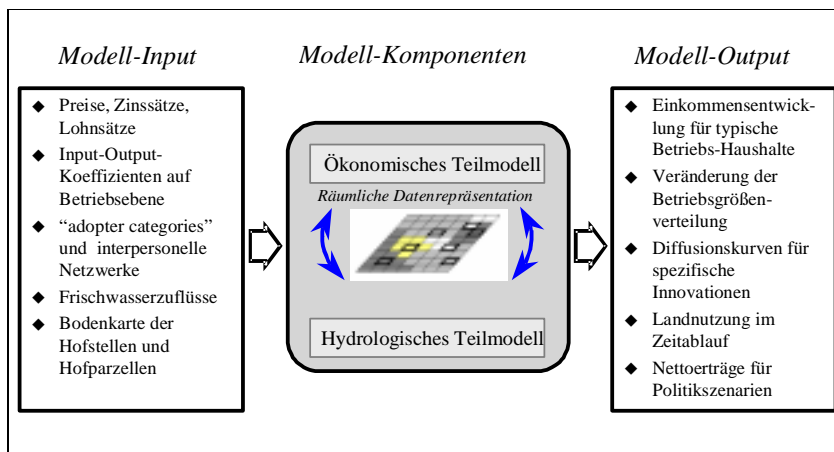 Modell-Input
Modell-Komponenten
Modell-Output
◆ Preise, Zinssätze,
Lohnsätze
◆ Input-Output-
Koeffizienten auf
Betriebsebene
◆ “adopter categories”
und interpersonelle
Netzwerke
◆ Frischwasserzuflüsse
◆ Bodenkarte der
Hofstellen und
Hofparzellen
Ökonomisches Teilmodell
Räumliche Datenrepräsentation
Hydrologisches Teilmodell
◆ Einkommensentwick-
lung für typische
Betriebs-Haushalte
◆ Veränderung der
Betriebsgrößen-
verteilung
◆ Diffusionskurven für
spezifische
Innovationen
◆ Landnutzung im
Zeitablauf
◆ Nettoerträge für
Politikszenarien